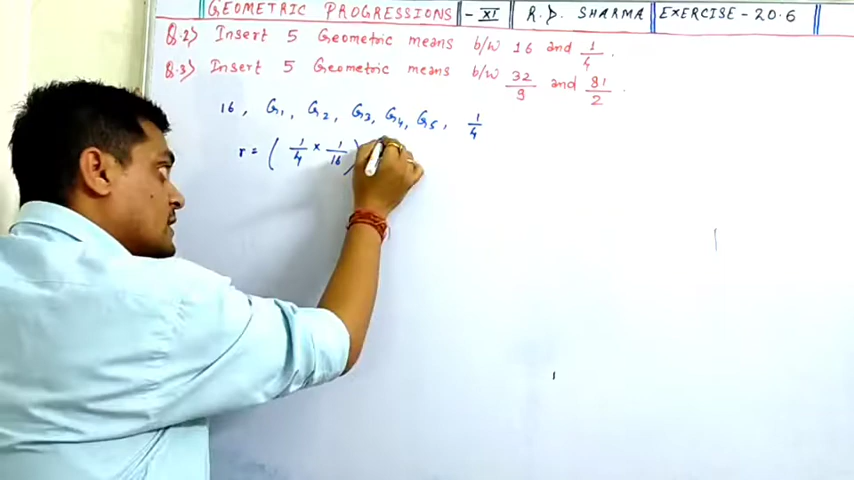 GEOMETRIC PROGRESSIONS - XI R.D. SHARMA EXERCISE - 20.6
Q.2) Insert 5 Geometric means b/w 16 and 1/4.
Q.3) Insert 5 Geometric means b/w 32/9 and 81/2.
16, G1, G2, G3, G4, G5, 1/4
r = ( 1/4 × 1/16 )